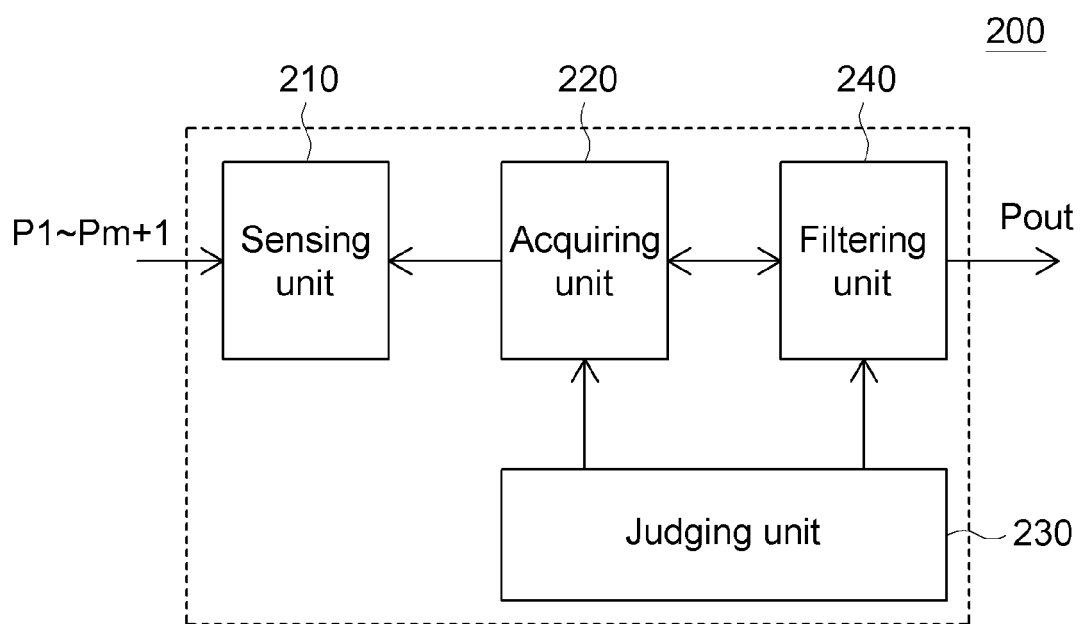 200
210
220
240
P1~Pm+1
Sensing
unit
Acquiring
unit
Filtering
unit
Pout
Judging unit
230